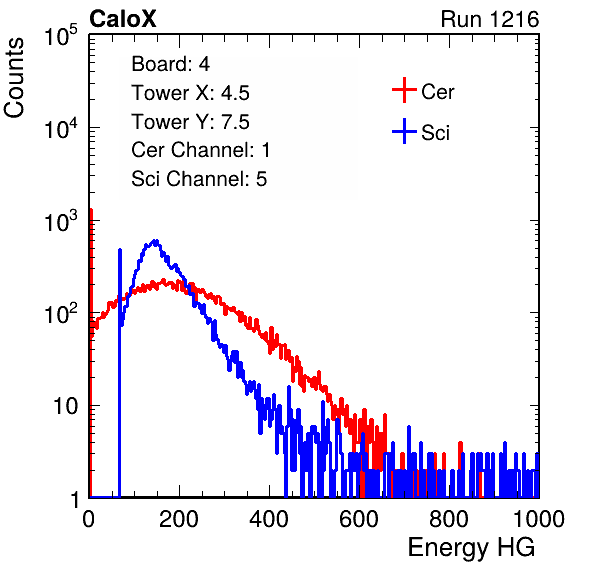 CaloX Run 1216
Counts
Board: 4
Tower X: 4.5
Tower Y: 7.5
Cer Channel: 1
Sci Channel: 5
Cer
Sci
10^5
10^4
10^3
10^2
10
1
0 200 400 600 800 1000
Energy HG